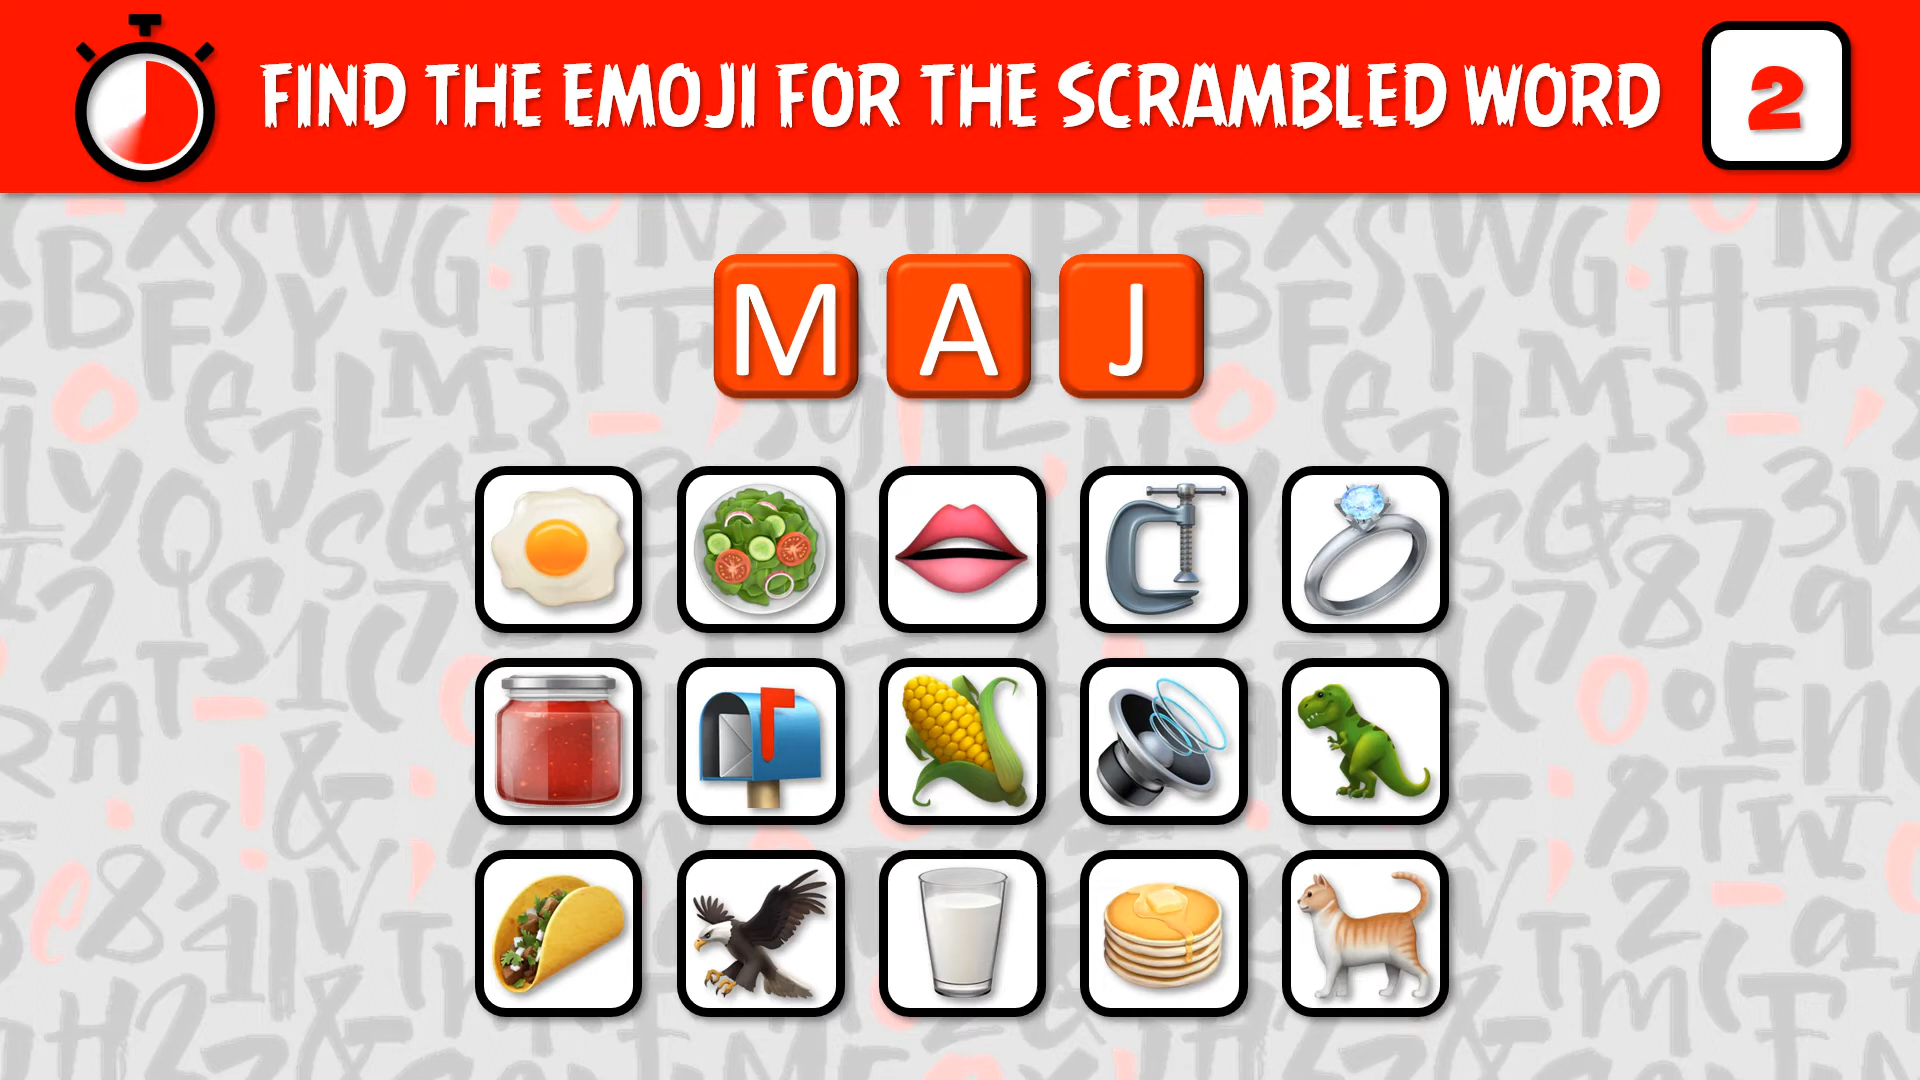 FIND THE EMOJI FOR THE SCRAMBLED WORD
2
M A J